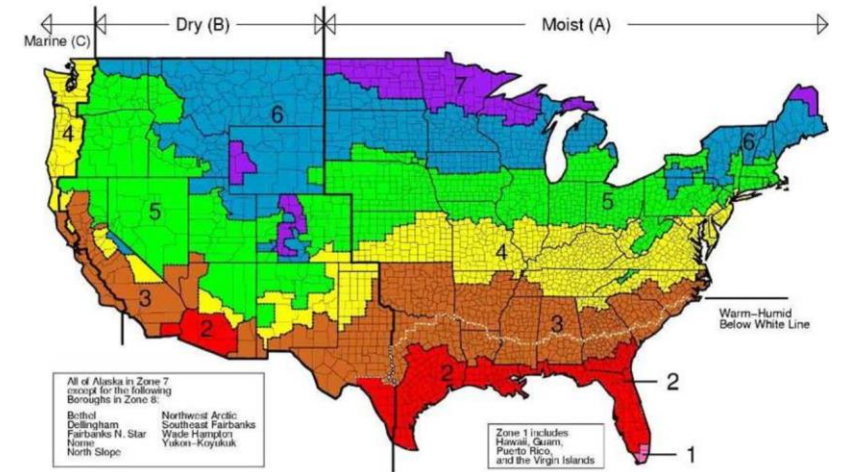 Marine (C)
Dry (B)
Moist (A)
7
6
6
4
6
5
5
4
3
3
2
2
Warm-Humid
Below White Line
2
1
All of Alaska in Zone 7
except for the following
Boroughs in Zone 8:
Bethel
Dellingham
Fairbanks N. Star
Nome
North Slope
Northwest Arctic
Southeast Fairbanks
Wade Hampton
Yukon-Koyukuk
Zone 1 includes
Hawaii, Guam,
Puerto Rico,
and the Virgin Islands